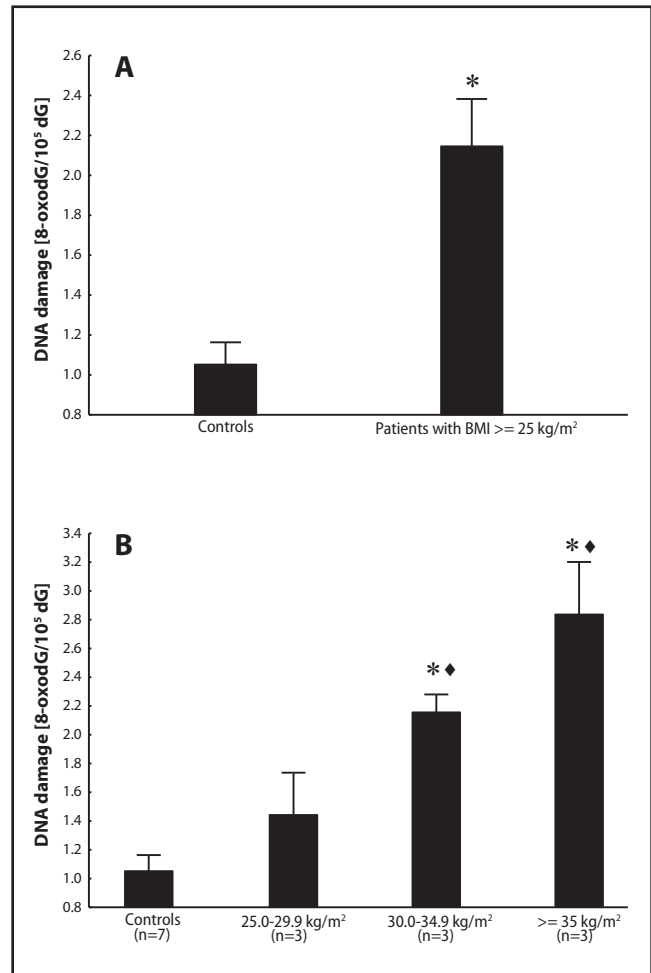 A
DNA damage [8-oxodG/10⁵ dG]
2.6
2.4
2.2
2.0
1.8
1.6
1.4
1.2
1.0
0.8
*
Controls
Patients with BMI >= 25 kg/m²
B
DNA damage [8-oxodG/10⁵ dG]
3.4
3.2
3.0
2.8
2.6
2.4
2.2
2.0
1.8
1.6
1.4
1.2
1.0
0.8
*♦
*♦
Controls
(n=7)
25.0-29.9 kg/m²
(n=3)
30.0-34.9 kg/m²
(n=3)
>= 35 kg/m²
(n=3)